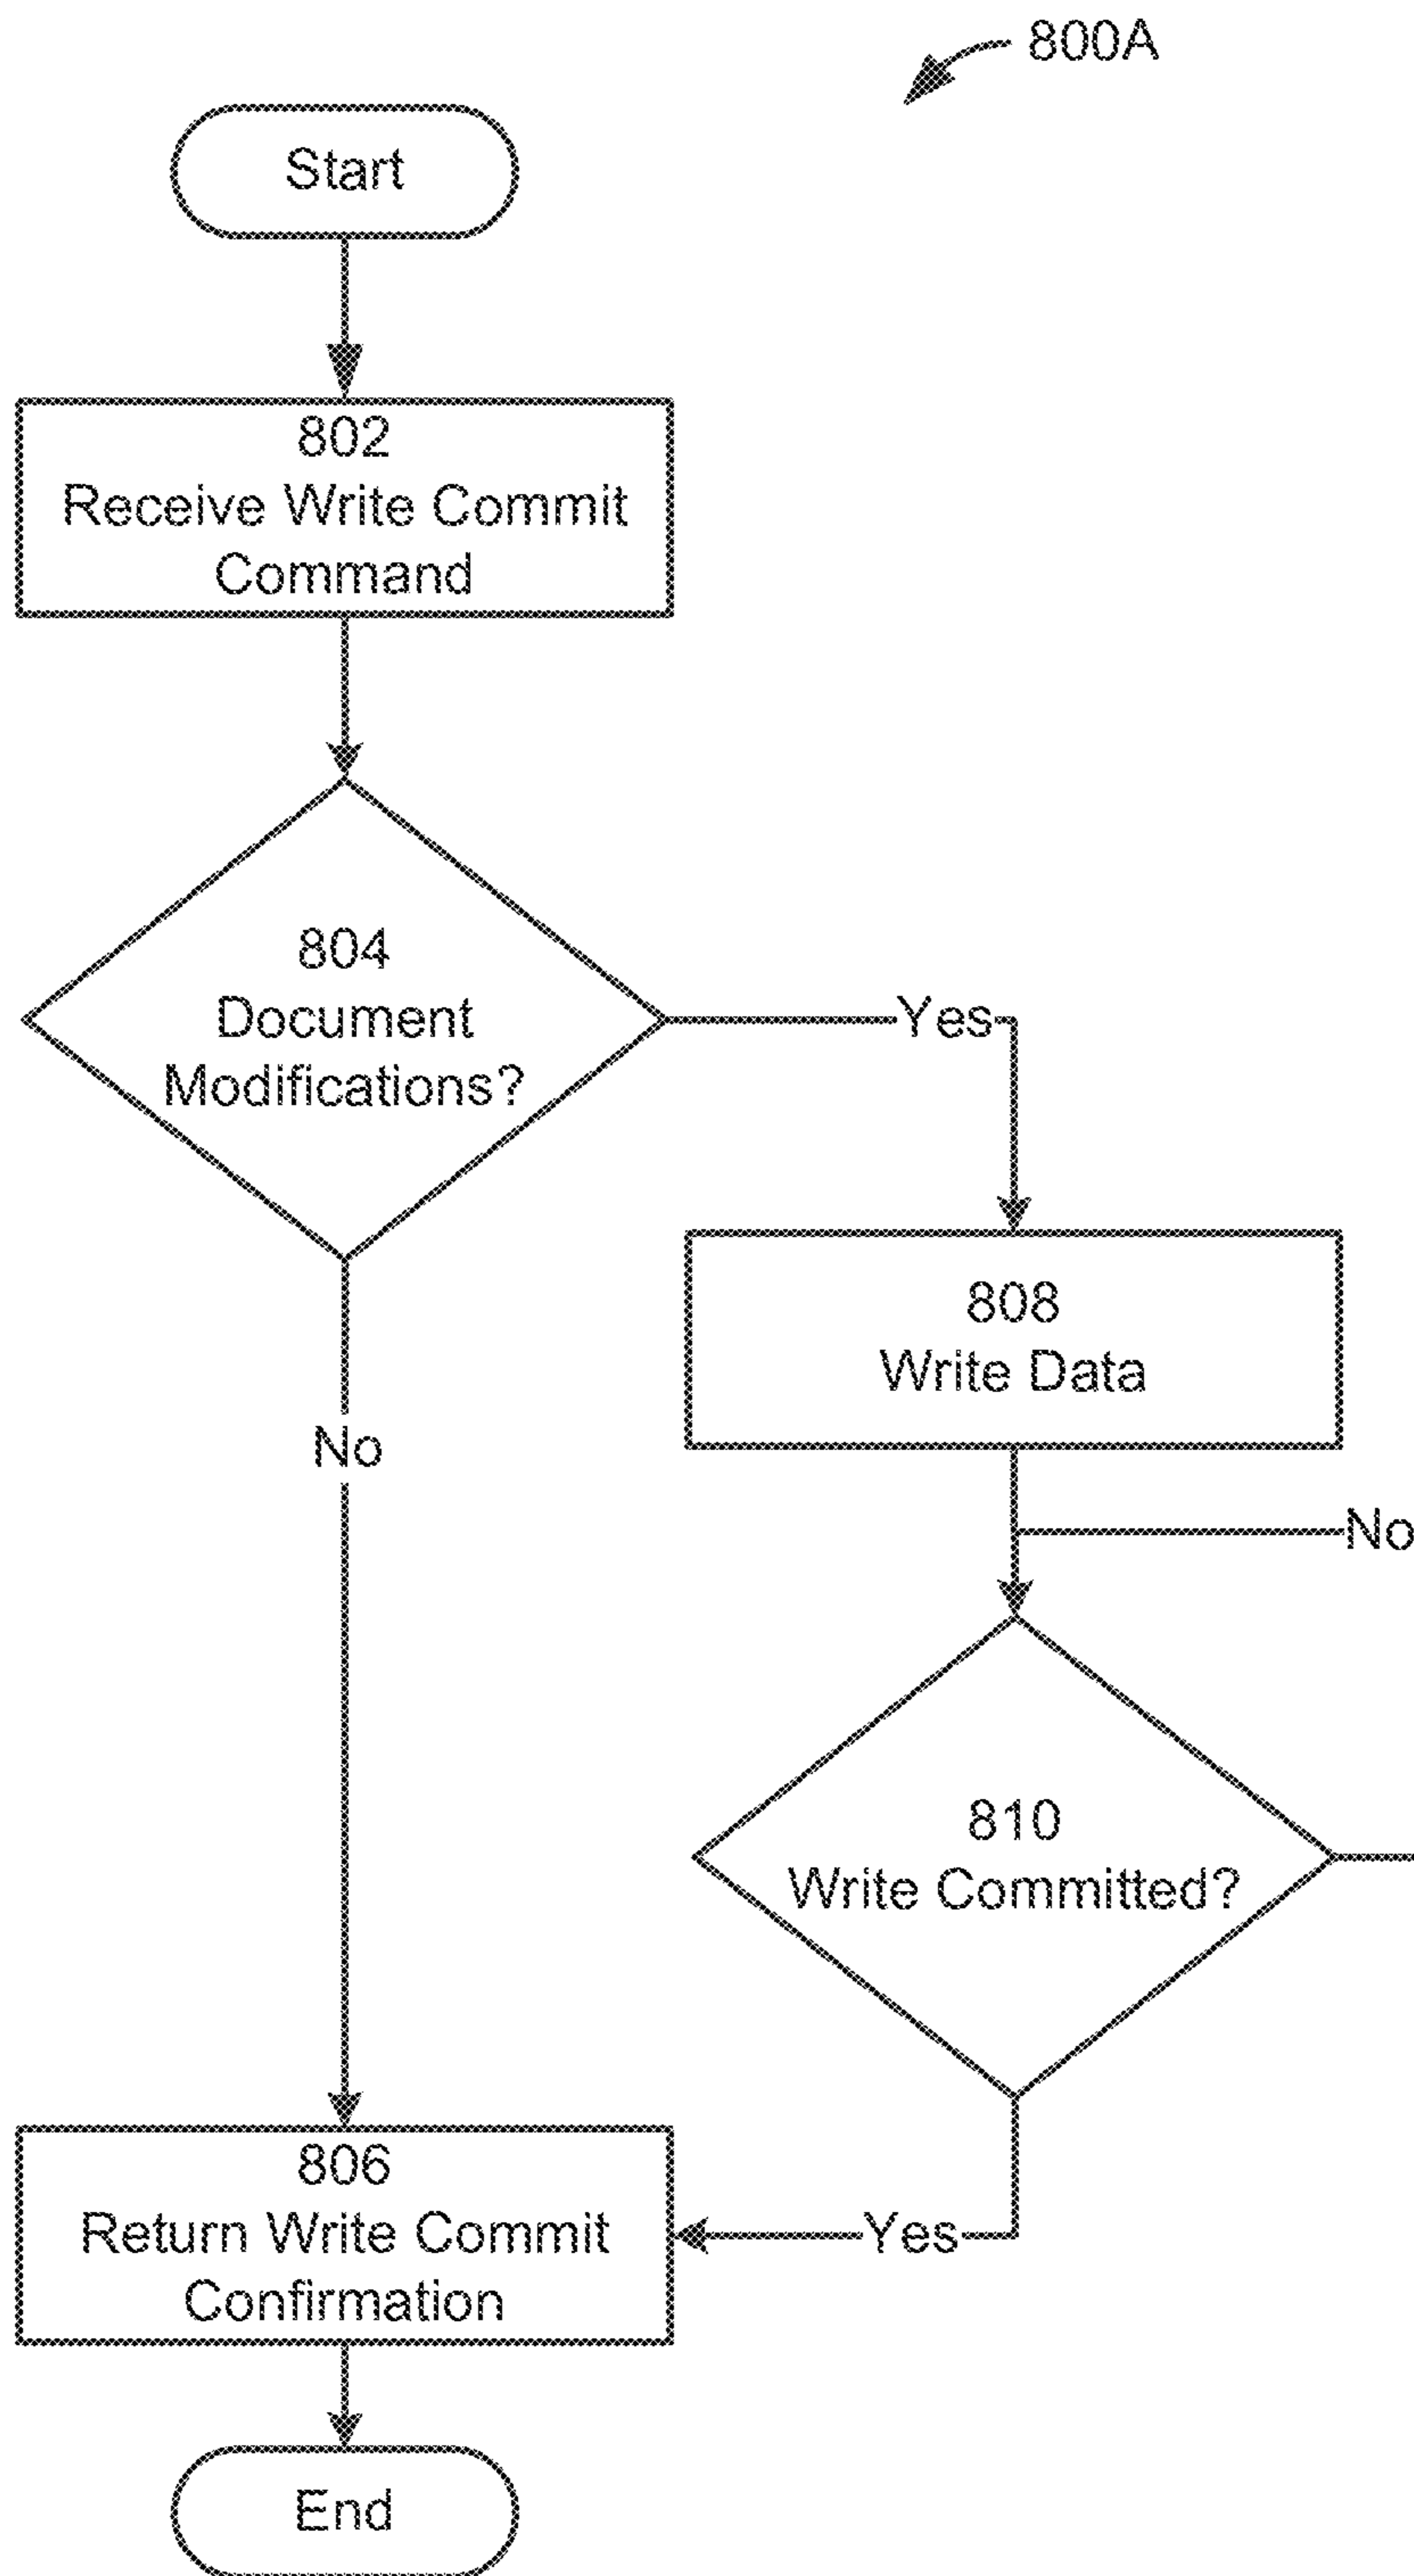 800A
Start
802
Receive Write Commit
Command
804
Document
Modifications?
Yes
808
Write Data
No
No
810
Write Committed?
806
Return Write Commit
Confirmation
Yes
End